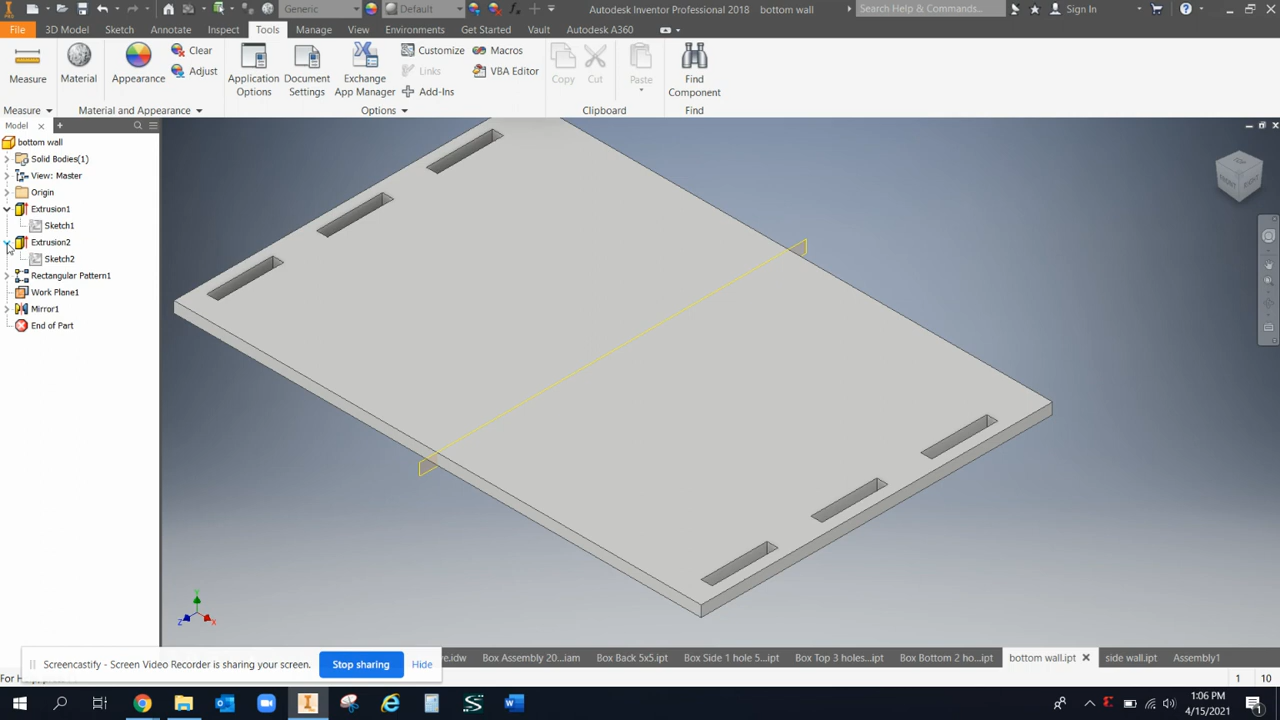 Generic
Default
Autodesk Inventor Professional 2018 bottom wall
Search Help & Commands...
Sign In
File
3D Model
Sketch
Annotate
Inspect
Tools
Manage
View
Environments
Get Started
Vault
Autodesk A360
Measure
Material
Appearance
Clear
Adjust
Application Options
Document Settings
Exchange App Manager
Customize
Links
Add-Ins
Macros
VBA Editor
Copy
Cut
Paste
Find Component
Measure
Material and Appearance
Options
Clipboard
Find
Model
bottom wall
Solid Bodies(1)
View: Master
Origin
Extrusion1
Sketch1
Extrusion2
Sketch2
Rectangular Pattern1
Work Plane1
Mirror1
End of Part
TOP
FRONT
Y
Z
X
Screencastify - Screen Video Recorder is sharing your screen.
Stop sharing
Hide
Box Assembly 20...iam
Box Back 5x5.ipt
Box Side 1 hole 5....ipt
Box Top 3 holes...ipt
Box Bottom 2 ho...ipt
bottom wall.ipt
side wall.ipt
Assembly1
1 10
1:06 PM
4/15/2021